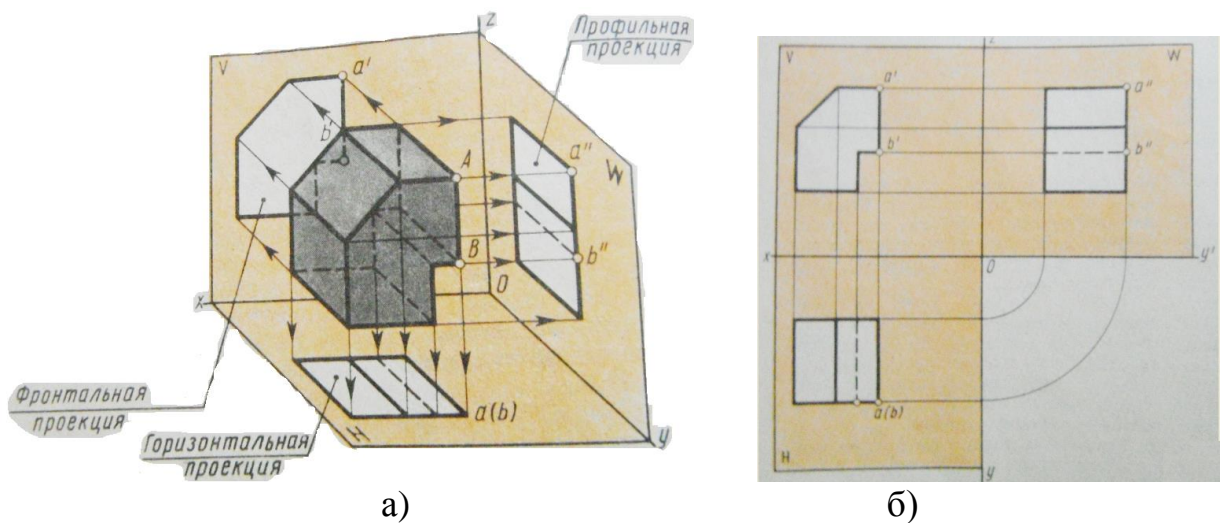 Z
Профильная
проекция
V
a'
b'
A
a"
W
B
b"
X
O
Фронтальная
проекция
Горизонтальная
проекция
H
a(b)
y
V
z
W
a'
a"
b'
b"
x
O
y'
a(b)
H
y
а)
б)